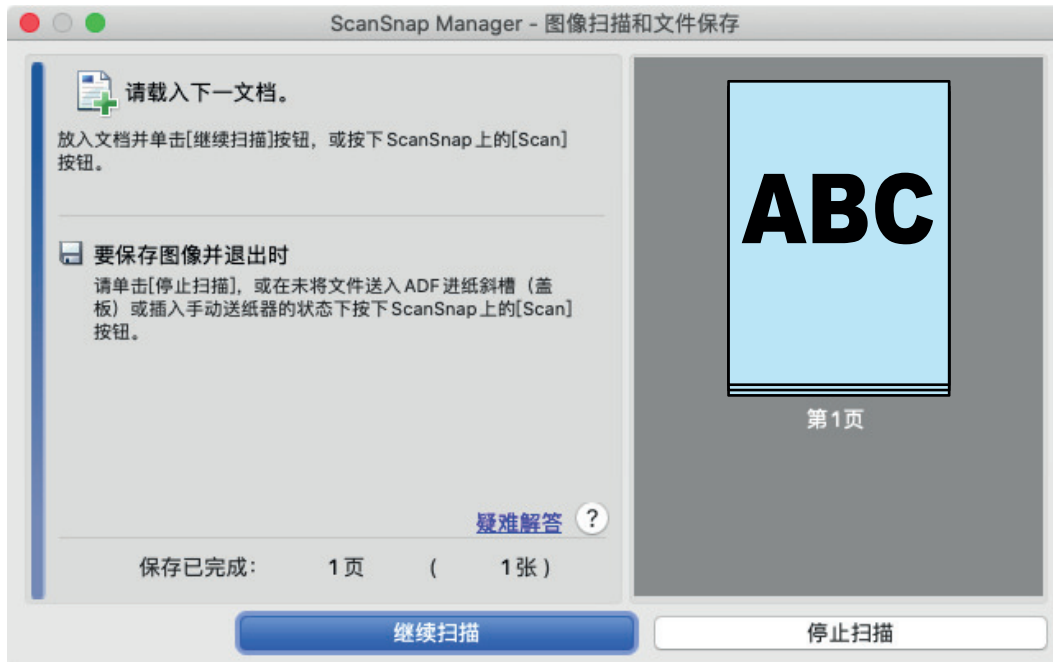 ScanSnap Manager - 图像扫描和文件保存
请载入下一文档。
放入文档并单击[继续扫描]按钮，或按下 ScanSnap 上的[Scan]
按钮。
要保存图像并退出时
请单击[停止扫描]，或在未将文件送入 ADF 进纸斜槽（盖
板）或插入手动送纸器的状态下按下 ScanSnap 上的[Scan]
按钮。
疑难解答 ?
保存已完成： 1 页 ( 1 张 )
ABC
第 1 页
继续扫描
停止扫描